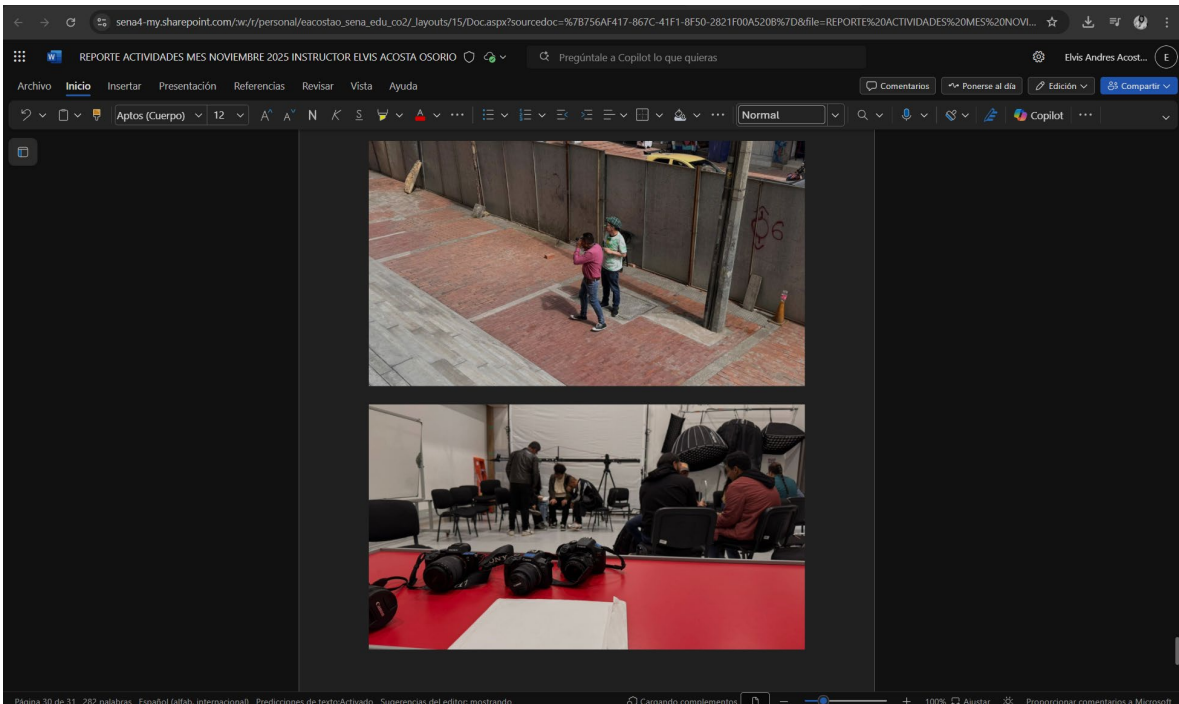 sena4-my.sharepoint.com/:w:/r/personal/eacostao_sena_edu_co2/_layouts/15/Doc.aspx?sourcedoc=%7B756AF417-867C-41F1-8F50-2821F00A520B%7D&file=REPORTE%20ACTIVIDADES%20MES%20NOVI...
REPORTE ACTIVIDADES MES NOVIEMBRE 2025 INSTRUCTOR ELVIS ACOSTA OSORIO
Pregúntale a Copilot lo que quieras
Elvis Andres Acost... E
Archivo Inicio Insertar Presentación Referencias Revisar Vista Ayuda
Comentarios Ponerse al día Edición Compartir
Aptos (Cuerpo) 12 A A N K S A Normal Copilot
6
SONY
Canon
Página 30 de 31 282 palabras Español (alfab. internacional) Predicciones de texto:Activado Sugerencias del editor: mostrando Cargando complementos 100% Ajustar Proporcionar comentarios a Microsoft